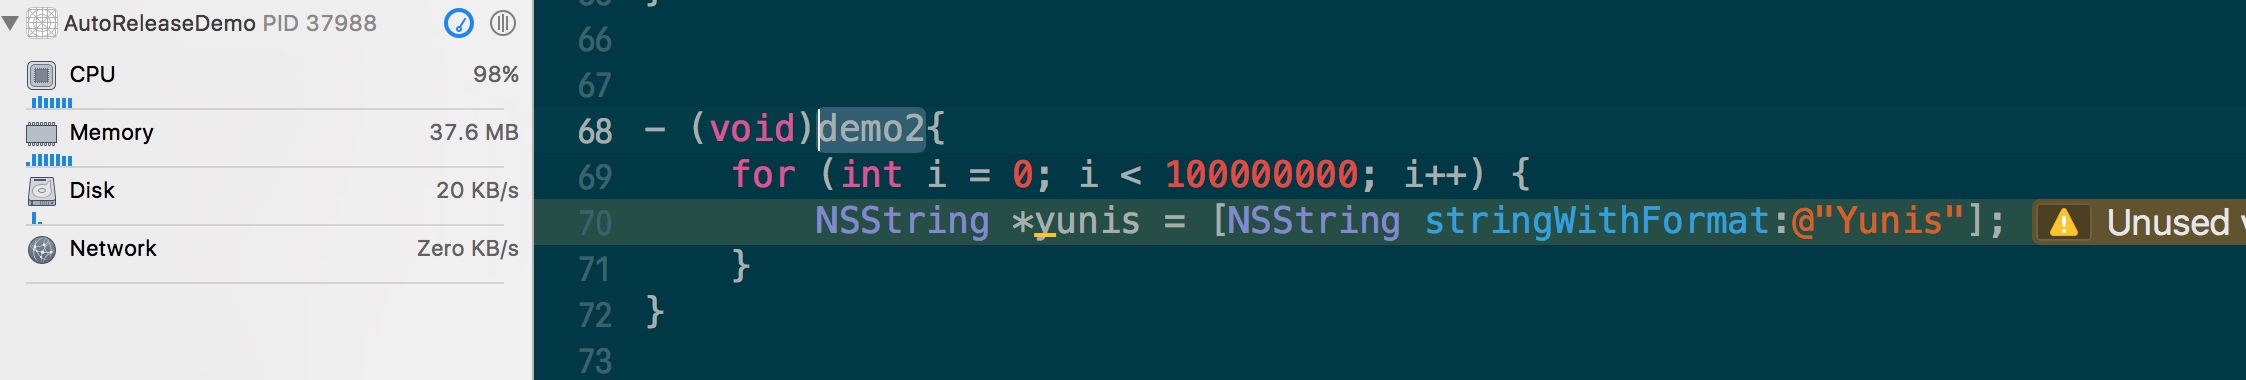 AutoReleaseDemo PID 37988
CPU 98%
Memory 37.6 MB
Disk 20 KB/s
Network Zero KB/s
66
67
68 - (void)demo2{
69 for (int i = 0; i < 100000000; i++) {
70 NSString *yunis = [NSString stringWithFormat:@"Yunis"]; Unused
71 }
72 }
73